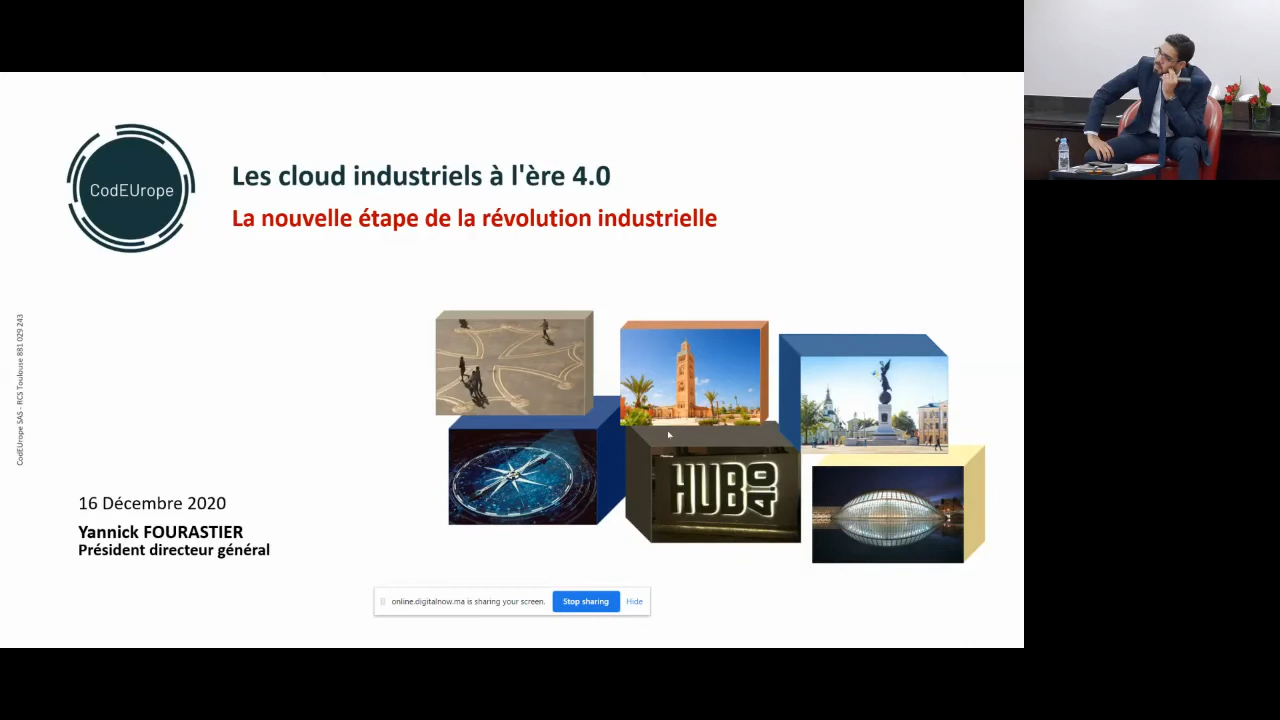 CodEUrope
Les cloud industriels à l'ère 4.0
La nouvelle étape de la révolution industrielle
CodEUrope SAS - RCS Toulouse 881 029 243
HUB
4.0
16 Décembre 2020
Yannick FOURASTIER
Président directeur général
online.digitalnow.ma is sharing your screen.
Stop sharing
Hide